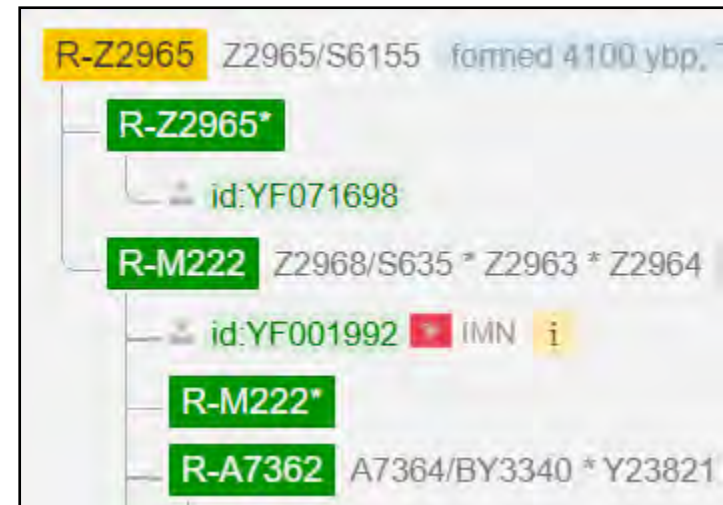 R-Z2965 Z2965/S6155 formed 4100 ybp,
R-Z2965*
id:YF071698
R-M222 Z2968/S635 * Z2963 * Z2964
id:YF001992 IMN i
R-M222*
R-A7362 A7364/BY3340 * Y23821